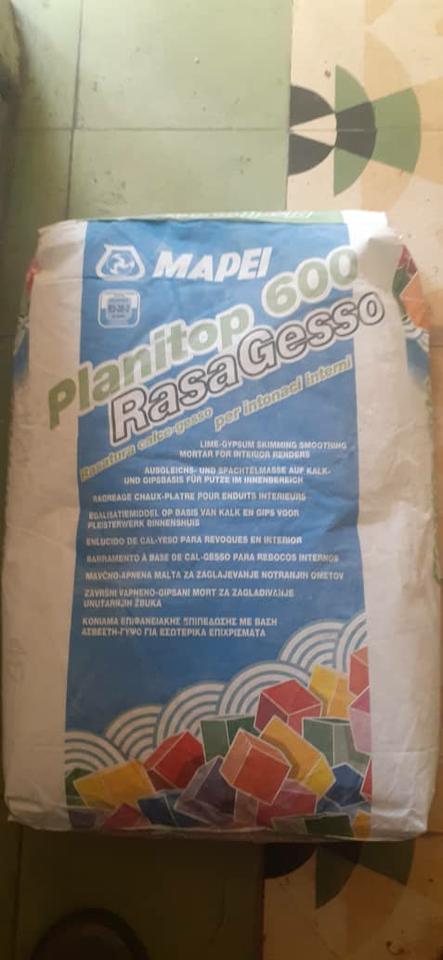 MAPEI
Planitop 600
RasaGesso
Rasatura calce-gesso per intonaci interni
LIME-GYPSUM SKIMMING SMOOTHING
MORTAR FOR INTERIOR RENDERS
AUSGLEICHS- UND SPACHTELMASSE AUF KALK-
UND GIPSBASIS FÜR PUTZE IM INNENBEREICH
RAGREAGE CHAUX-PLATRE POUR ENDUITS INTERIEURS
EGALISATIEMIDDEL OP BASIS VAN KALK EN GIPS VOOR
PLEISTERWERK BINNENSHUIS
ENLUCIDO DE CAL-YESO PARA REVOQUES EN INTERIOR
BARRAMENTO À BASE DE CAL-GESSO PARA REBOCOS INTERNOS
MAVČNO-APNENA MALTA ZA ZAGLAJEVANJE NOTRANJIH OMETOV
ZAVRŠNI VAPNENO-GIPSANI MORT ZA ZAGLAĐIVANJE
UNUTARNJIH ŽBUKA
ΚΟΝΙΑΜΑ ΕΠΙΦΑΝΕΙΑΚΗΣ ΣΠΙΠΕΔΩΣΗΣ ΜΕ ΒΑΣΗ
ΑΣΒΕΣΤΗ-ΓΥΨΟ ΓΙΑ ΕΣΩΤΕΡΙΚΑ ΕΠΙΧΡΙΣΜΑΤΑ